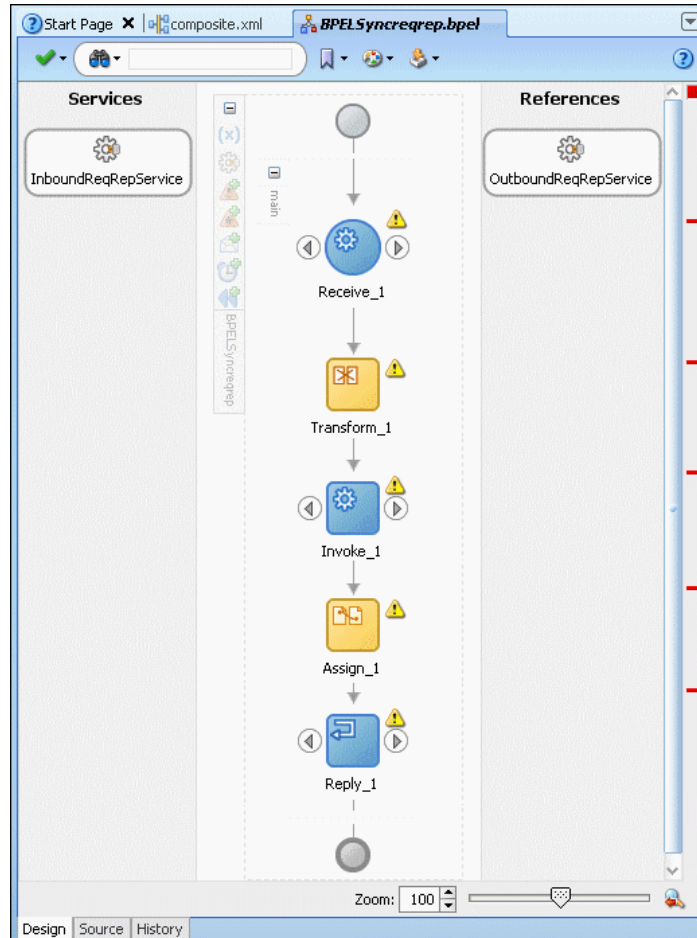 Start Page composite.xml BPELSyncreqrep.bpel
Services References
InboundReqRepService OutboundReqRepService
(x)
main
BPELSyncreqrep
Receive_1
Transform_1
Invoke_1
Assign_1
Reply_1
Zoom: 100
Design Source History